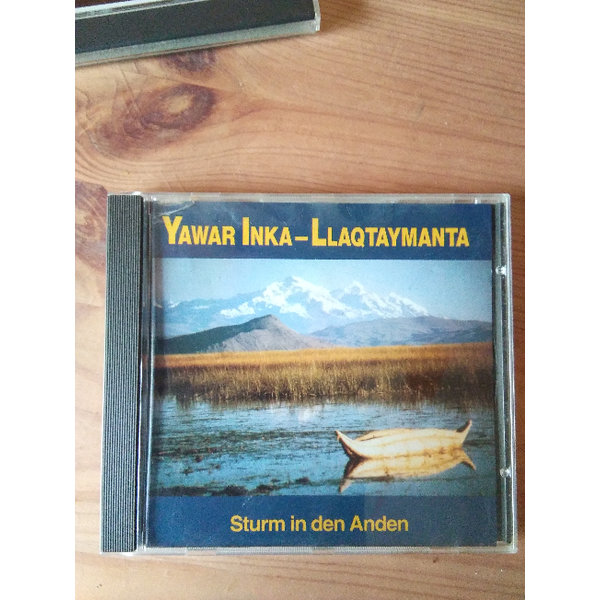 YAWAR INKA – LLAQTAYMANTA
Sturm in den Anden